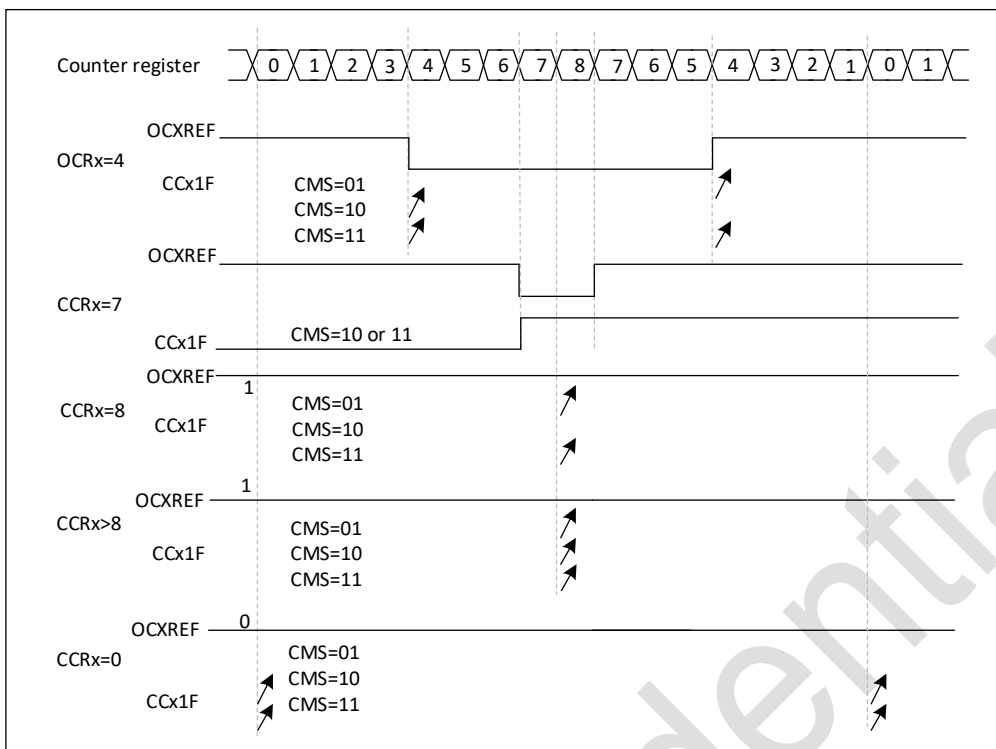 Counter register 0 1 2 3 4 5 6 7 8 7 6 5 4 3 2 1 0 1
OCXREF
OCRx=4
CCx1F
CMS=01
CMS=10
CMS=11
OCXREF
CCRx=7
CCx1F
CMS=10 or 11
OCXREF
1
CCRx=8
CCx1F
CMS=01
CMS=10
CMS=11
OCXREF
1
CCRx>8
CCx1F
CMS=01
CMS=10
CMS=11
OCXREF
0
CCRx=0
CCx1F
CMS=01
CMS=10
CMS=11
dential